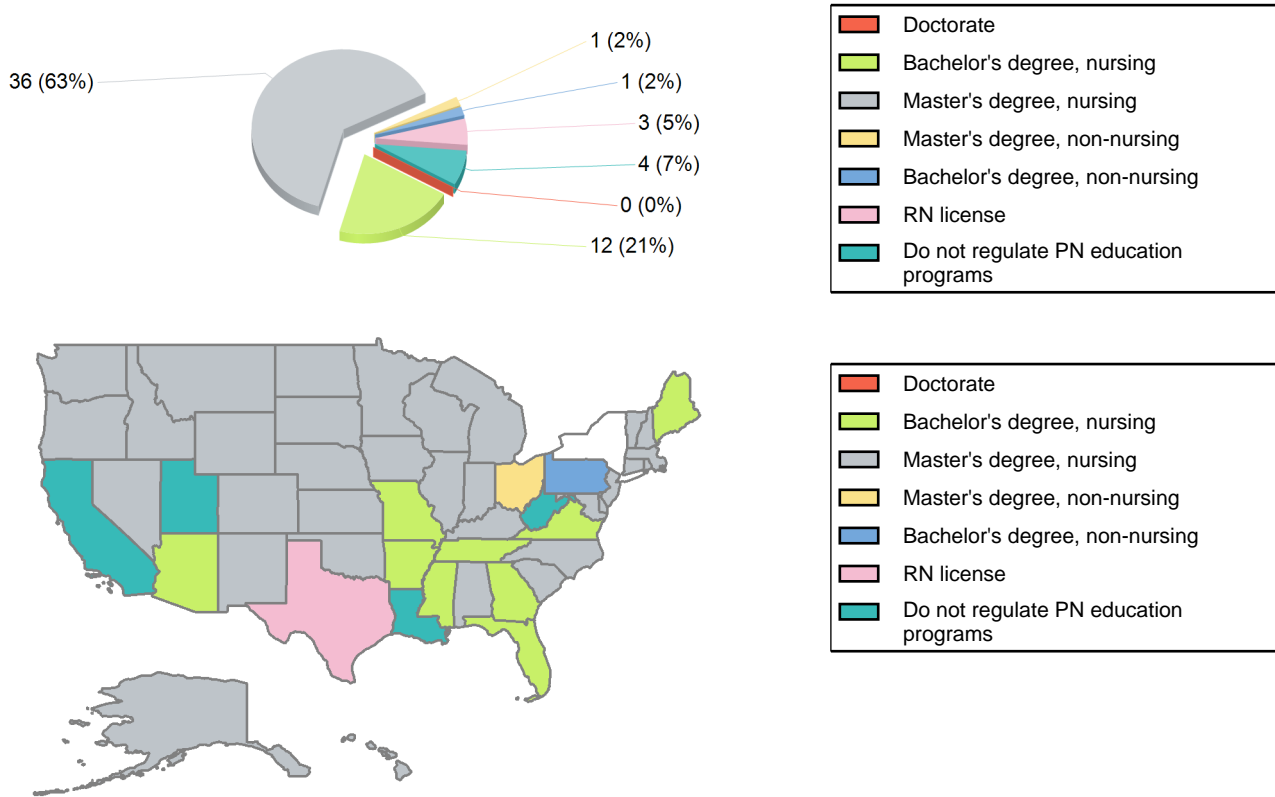 1 (2%)
36 (63%)
1 (2%)
3 (5%)
4 (7%)
0 (0%)
12 (21%)
Doctorate
Bachelor's degree, nursing
Master's degree, nursing
Master's degree, non-nursing
Bachelor's degree, non-nursing
RN license
Do not regulate PN education
programs
Doctorate
Bachelor's degree, nursing
Master's degree, nursing
Master's degree, non-nursing
Bachelor's degree, non-nursing
RN license
Do not regulate PN education
programs